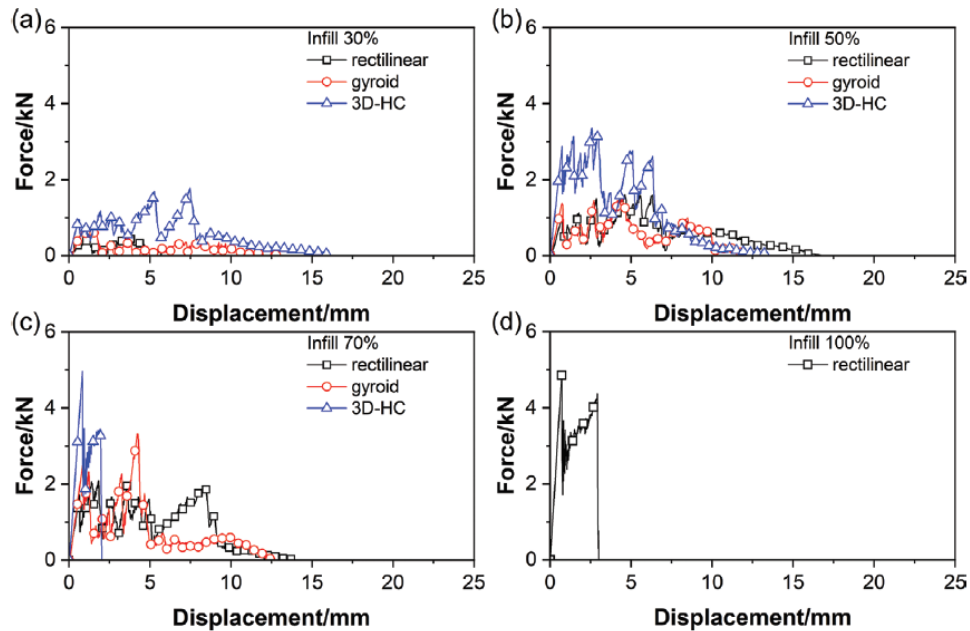 (a)
Infill 30%
rectilinear
gyroid
3D-HC
Force/kN
6
4
2
0
0 5 10 15 20 25
Displacement/mm
(b)
Infill 50%
rectilinear
gyroid
3D-HC
Force/kN
6
4
2
0
0 5 10 15 20 25
Displacement/mm
(c)
Infill 70%
rectilinear
gyroid
3D-HC
Force/kN
6
4
2
0
0 5 10 15 20 25
Displacement/mm
(d)
Infill 100%
rectilinear
Force/kN
6
4
2
0
0 5 10 15 20 25
Displacement/mm